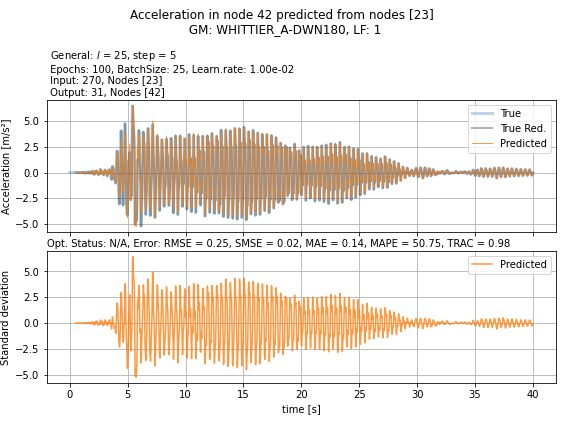 Acceleration in node 42 predicted from nodes [23]
GM: WHITTIER_A-DWN180, LF: 1
General: l = 25, step = 5
Epochs: 100, BatchSize: 25, Learn.rate: 1.00e-02
Input: 270, Nodes [23]
Output: 31, Nodes [42]
Acceleration [m/s²]
5.0
2.5
0.0
−2.5
−5.0
True
True Red.
Predicted
Opt. Status: N/A, Error: RMSE = 0.25, SMSE = 0.02, MAE = 0.14, MAPE = 50.75, TRAC = 0.98
Standard deviation
5.0
2.5
0.0
−2.5
−5.0
Predicted
0 5 10 15 20 25 30 35 40
time [s]